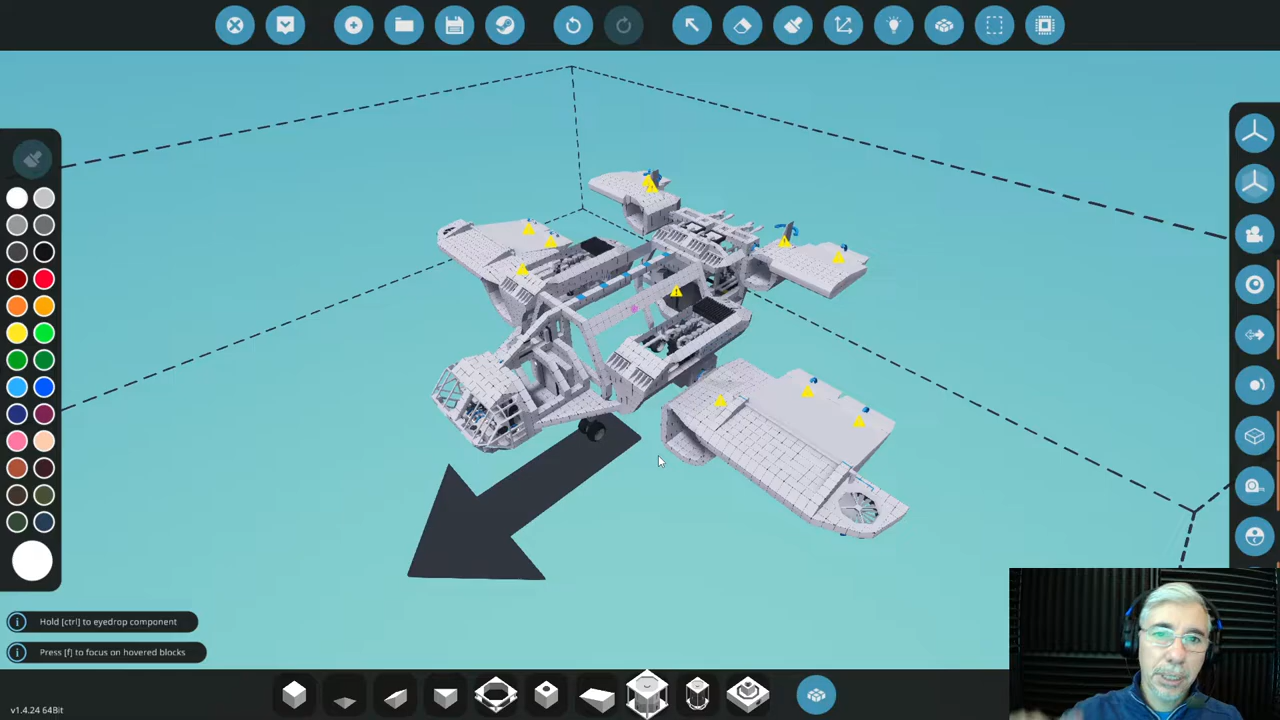 Hold [ctrl] to eyedrop component
Press [f] to focus on hovered blocks
v1.4.24 64Bit